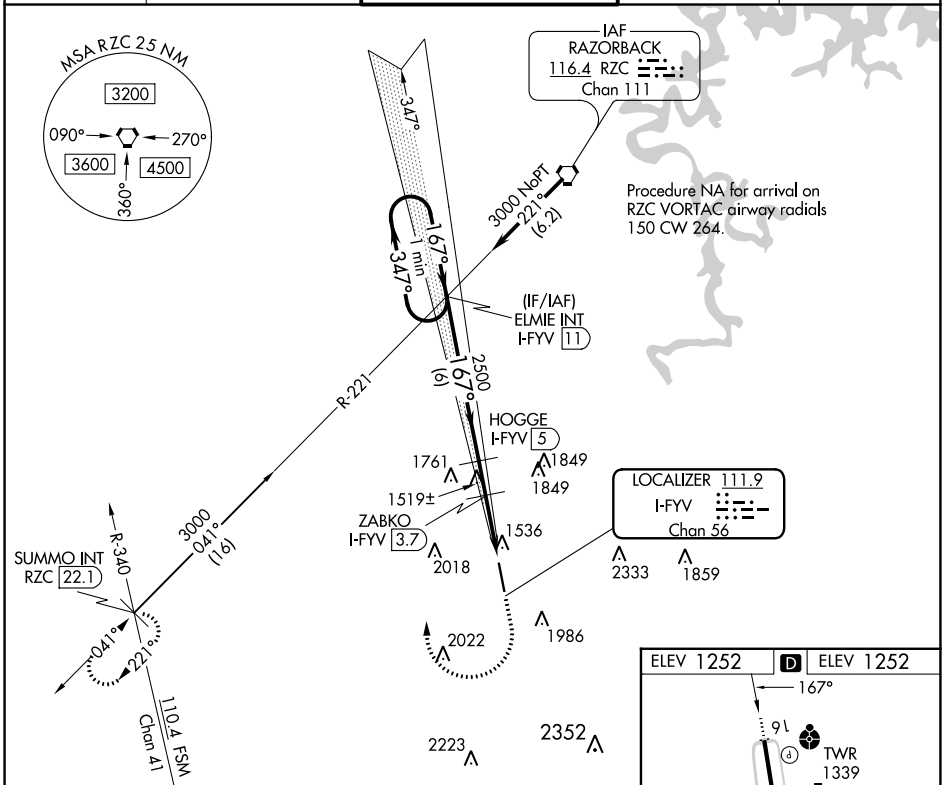 MSA RZC 25 NM
3200
090°
270°
3600
4500
360°
IAF
RAZORBACK
116.4 RZC
Chan 111
347°
3000 NoPT
221°
(6.2)
Procedure NA for arrival on
RZC VORTAC airway radials
150 CW 264.
167°
1 min
347°
(IF/IAF)
ELMIE INT
I-FYV 11
2500
167°
(6)
R-221
HOGGE
I-FYV 5
1761
1849
1849
1519±
ZABKO
I-FYV 3.7
LOCALIZER 111.9
I-FYV
Chan 56
1536
2018
2333
1859
3000
041°
(16)
R-340
SUMMO INT
RZC 22.1
041°
221°
2022
1986
110.4 FSM
Chan 41
2223
2352
ELEV 1252
D
ELEV 1252
167°
16
P
TWR
1339